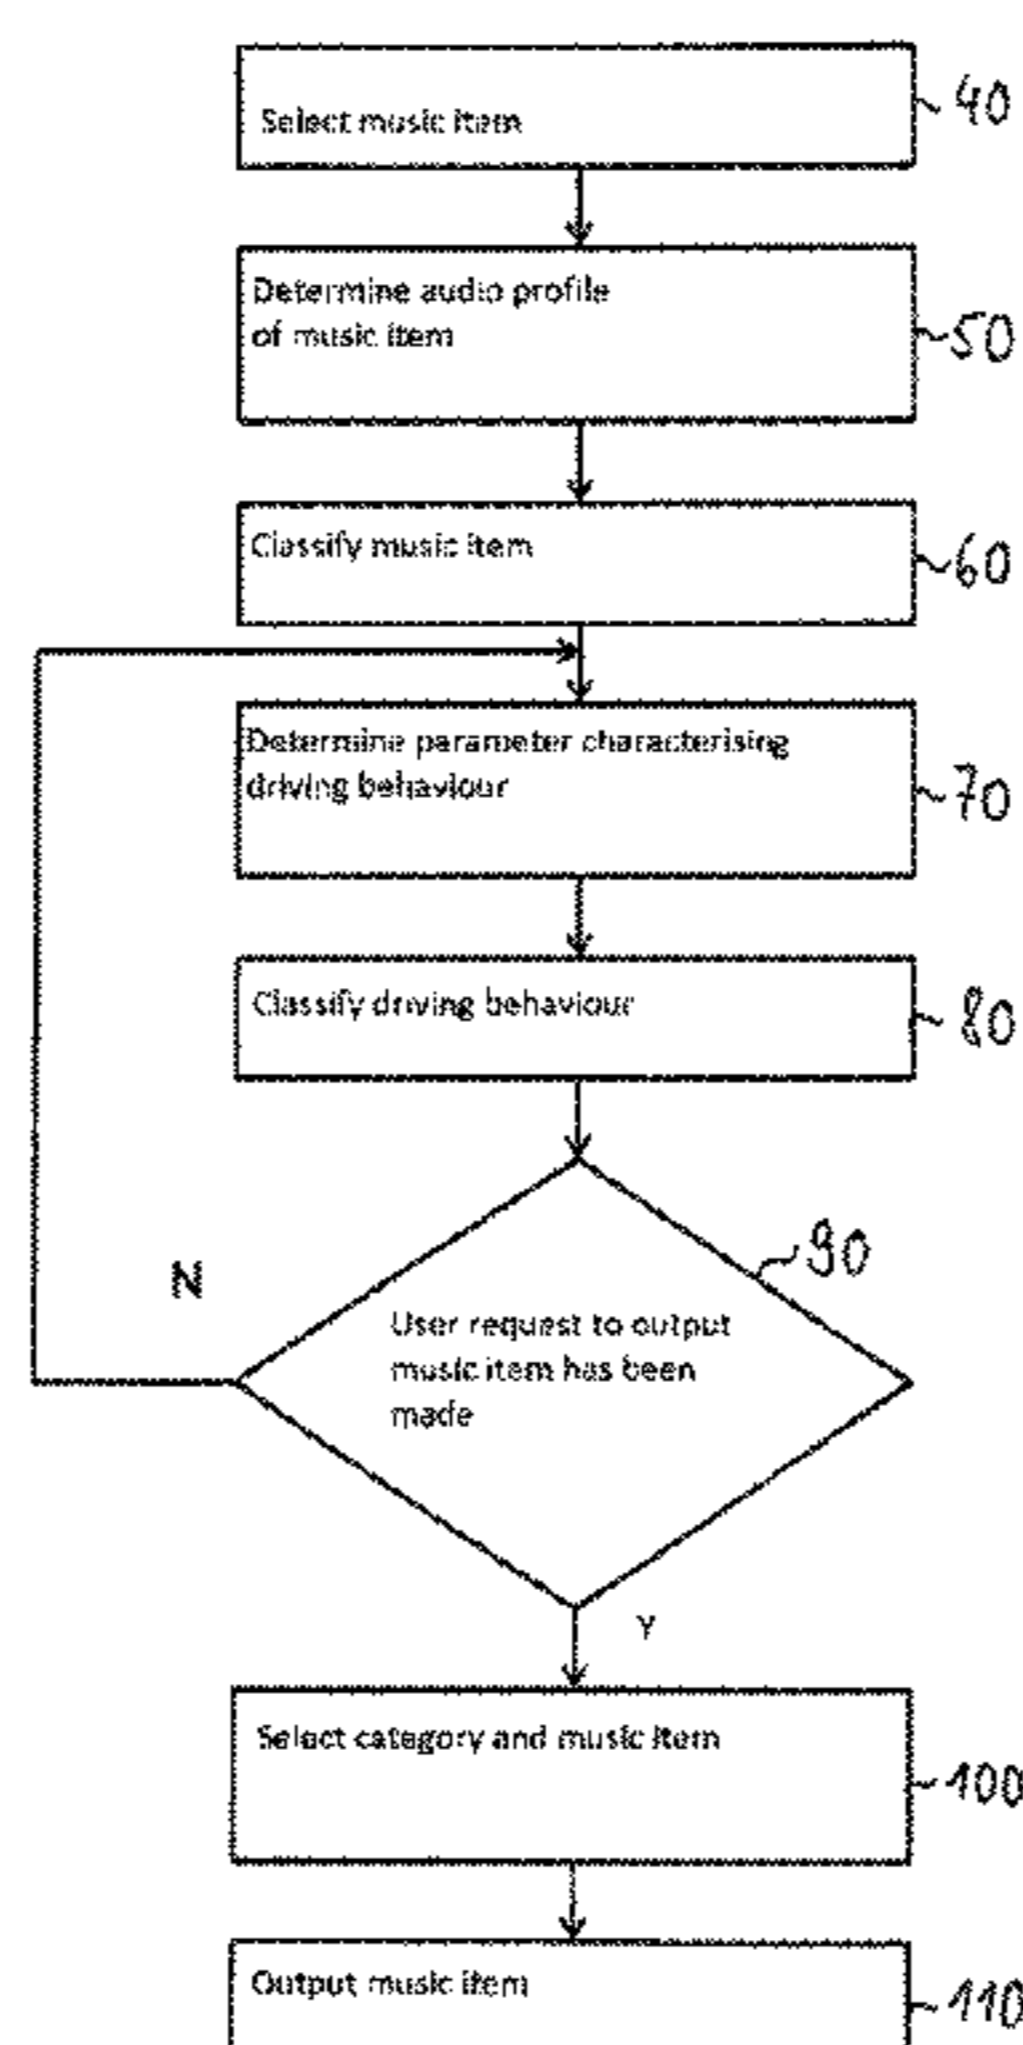 Select music item
40
Determine audio profile
of music item
50
Classify music item
60
Determine parameter characterising
driving behaviour
70
Classify driving behaviour
80
90
N
User request to output
music item has been
made
Y
Select category and music item
100
Output music item
110